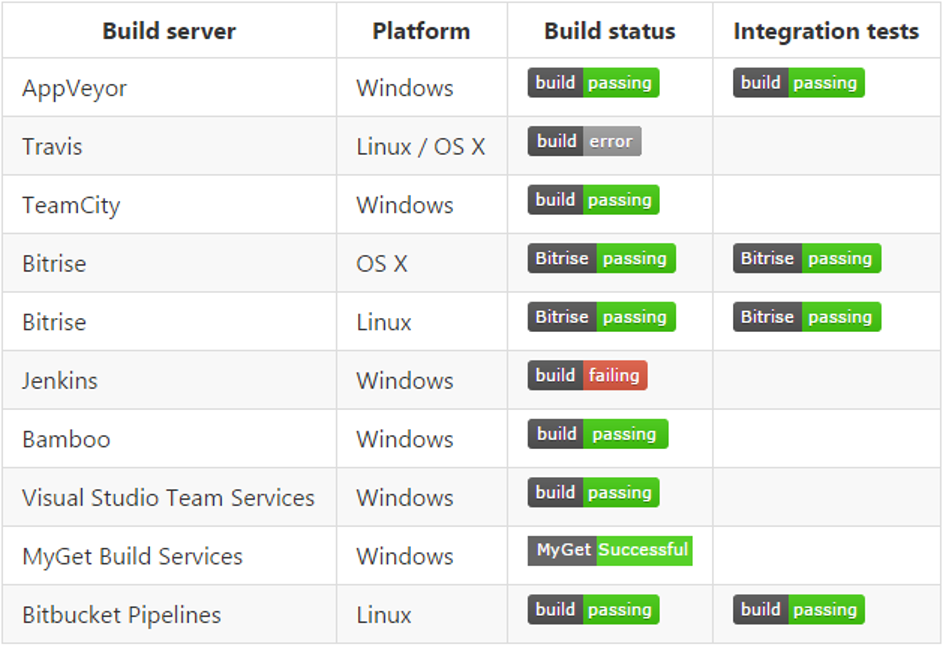 Build server Platform Build status Integration tests
AppVeyor Windows build passing build passing
Travis Linux / OS X build error
TeamCity Windows build passing
Bitrise OS X Bitrise passing Bitrise passing
Bitrise Linux Bitrise passing Bitrise passing
Jenkins Windows build failing
Bamboo Windows build passing
Visual Studio Team Services Windows build passing
MyGet Build Services Windows MyGet Successful
Bitbucket Pipelines Linux build passing build passing